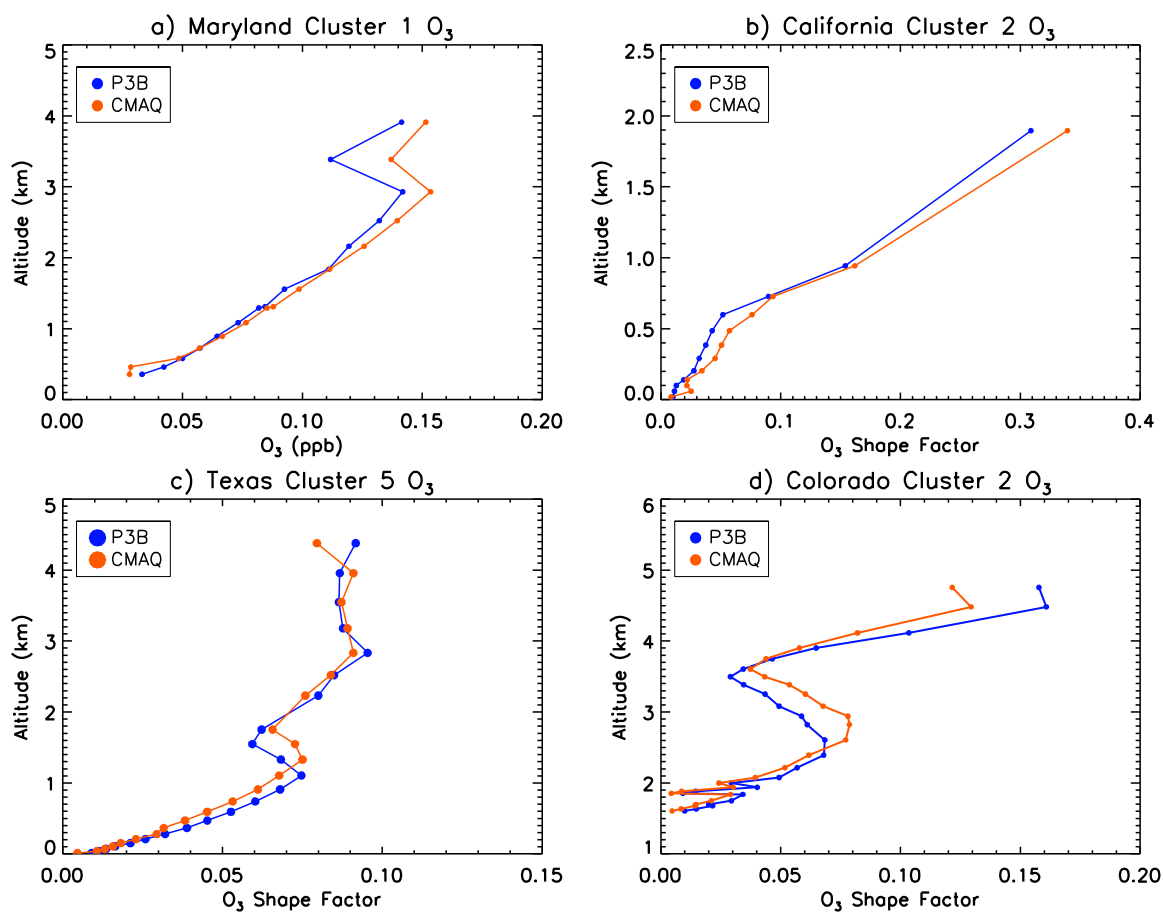 a) Maryland Cluster 1 O3
5
4
3
2
1
0
Altitude (km)
P3B
CMAQ
0.00 0.05 0.10 0.15 0.20
O3 (ppb)
b) California Cluster 2 O3
2.5
2.0
1.5
1.0
0.5
0.0
Altitude (km)
P3B
CMAQ
0.0 0.1 0.2 0.3 0.4
O3 Shape Factor
c) Texas Cluster 5 O3
5
4
3
2
1
0
Altitude (km)
P3B
CMAQ
0.00 0.05 0.10 0.15
O3 Shape Factor
d) Colorado Cluster 2 O3
6
5
4
3
2
1
Altitude (km)
P3B
CMAQ
0.00 0.05 0.10 0.15 0.20
O3 Shape Factor